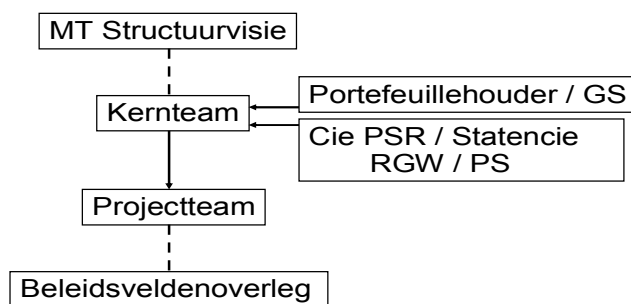 MT Structuurvisie
Kernteam
Portefeuillehouder / GS
Cie PSR / Statencie
RGW / PS
Projectteam
Beleidsveldenoverleg